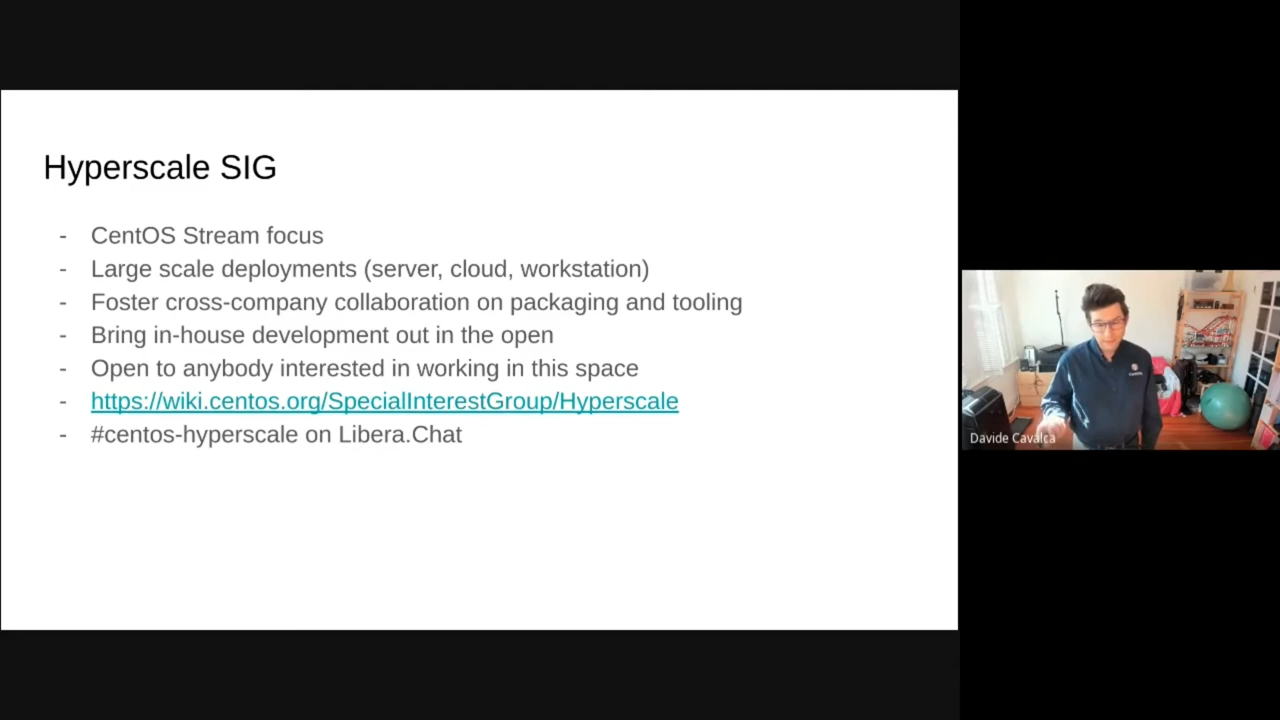 Hyperscale SIG
- CentOS Stream focus
- Large scale deployments (server, cloud, workstation)
- Foster cross-company collaboration on packaging and tooling
- Bring in-house development out in the open
- Open to anybody interested in working in this space
- https://wiki.centos.org/SpecialInterestGroup/Hyperscale
- #centos-hyperscale on Libera.Chat
Davide Cavalca